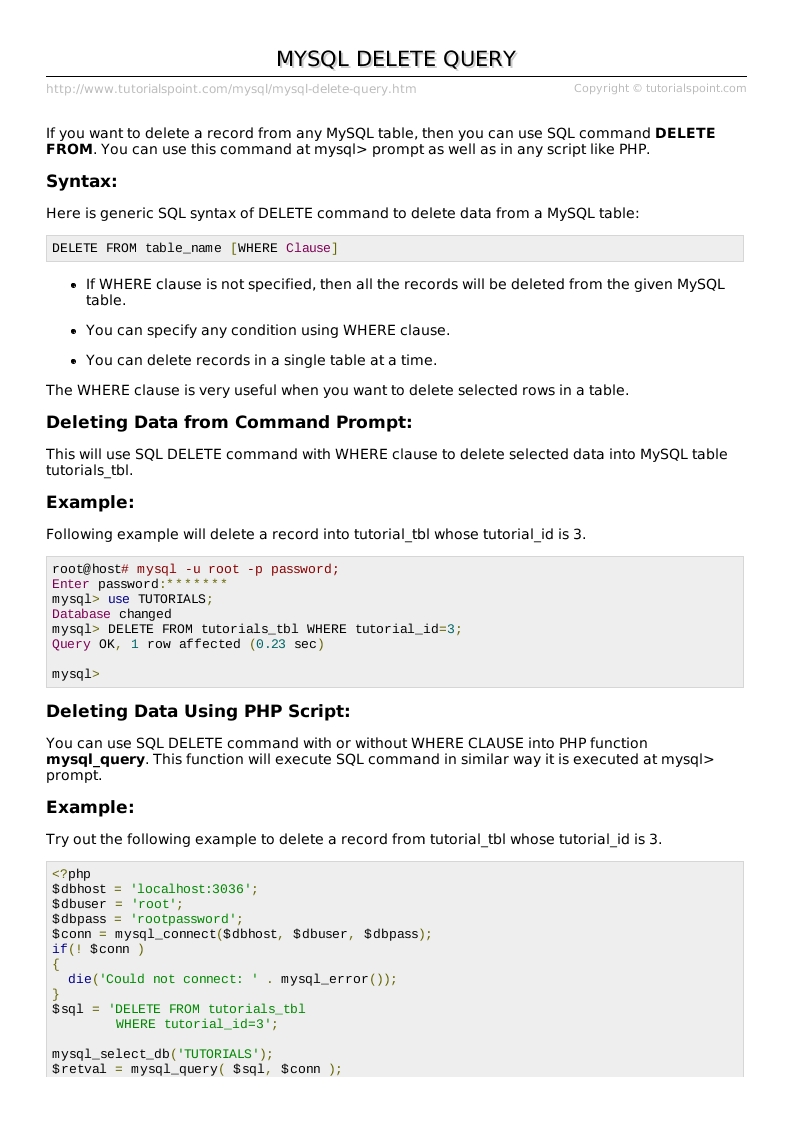 MYSQL DELETE QUERY
http://www.tutorialspoint.com/mysql/mysql-delete-query.htm Copyright © tutorialspoint.com
If you want to delete a record from any MySQL table, then you can use SQL command DELETE
FROM. You can use this command at mysql> prompt as well as in any script like PHP.
Syntax:
Here is generic SQL syntax of DELETE command to delete data from a MySQL table:
DELETE FROM table_name [WHERE Clause]
• If WHERE clause is not specified, then all the records will be deleted from the given MySQL
table.
• You can specify any condition using WHERE clause.
• You can delete records in a single table at a time.
The WHERE clause is very useful when you want to delete selected rows in a table.
Deleting Data from Command Prompt:
This will use SQL DELETE command with WHERE clause to delete selected data into MySQL table
tutorials_tbl.
Example:
Following example will delete a record into tutorial_tbl whose tutorial_id is 3.
root@host# mysql -u root -p password;
Enter password:*******
mysql> use TUTORIALS;
Database changed
mysql> DELETE FROM tutorials_tbl WHERE tutorial_id=3;
Query OK, 1 row affected (0.23 sec)
mysql>
Deleting Data Using PHP Script:
You can use SQL DELETE command with or without WHERE CLAUSE into PHP function
mysql_query. This function will execute SQL command in similar way it is executed at mysql>
prompt.
Example:
Try out the following example to delete a record from tutorial_tbl whose tutorial_id is 3.
<?php
$dbhost = 'localhost:3036';
$dbuser = 'root';
$dbpass = 'rootpassword';
$conn = mysql_connect($dbhost, $dbuser, $dbpass);
if(! $conn )
{
  die('Could not connect: ' . mysql_error());
}
$sql = 'DELETE FROM tutorials_tbl
        WHERE tutorial_id=3';
mysql_select_db('TUTORIALS');
$retval = mysql_query( $sql, $conn );